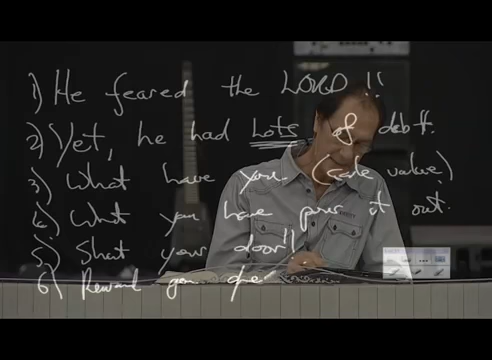 1) He feared the LORD!!
2) Yet, he had Lots of debt.
3) What have you. (sale value)
4) What you have pour it out.
5) Shut your door!!
6) Reward